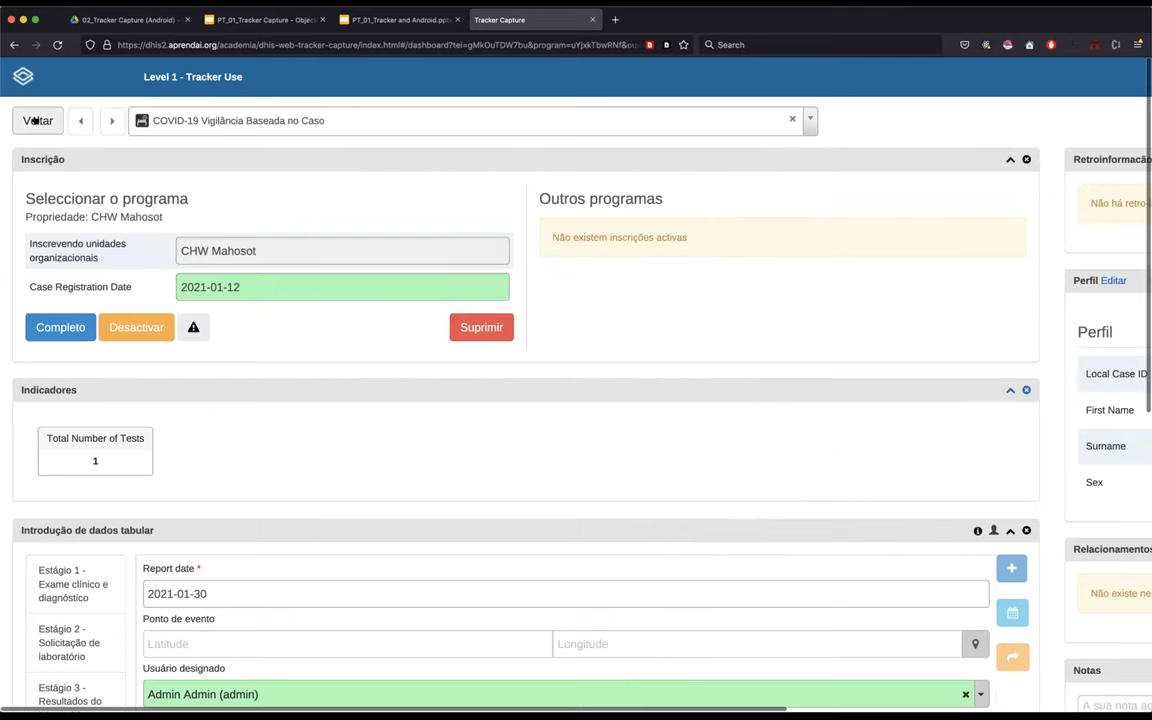 02_Tracker Capture (Android) -
PT_01_Tracker Capture - Objec
PT_01_Tracker and Android.ppt
Tracker Capture
https://dhis2.aprendai.org/academia/dhis-web-tracker-capture/index.html#/dashboard?tei=gMkOuTDW7bu&program=uYjxkTbwRNf&ou
Search
Level 1 - Tracker Use
Voltar
COVID-19 Vigilância Baseada no Caso
Inscrição
Retroinformacão
Seleccionar o programa
Outros programas
Propriedade: CHW Mahosot
Não há retro-i
Inscrevendo unidades
organizacionais
CHW Mahosot
Não existem inscrições activas
Case Registration Date
2021-01-12
Perfil Editar
Completo
Desactivar
Suprimir
Perfil
Local Case ID
Indicadores
First Name
Total Number of Tests
1
Surname
Sex
Introdução de dados tabular
Relacionamentos
Estágio 1 -
Exame clínico e
diagnóstico
Report date *
2021-01-30
Não existe ne
Ponto de evento
Estágio 2 -
Solicitação de
laboratório
Latitude
Longitude
Usuário designado
Notas
Estágio 3 -
Resultados do
Admin Admin (admin)
A sua nota aq